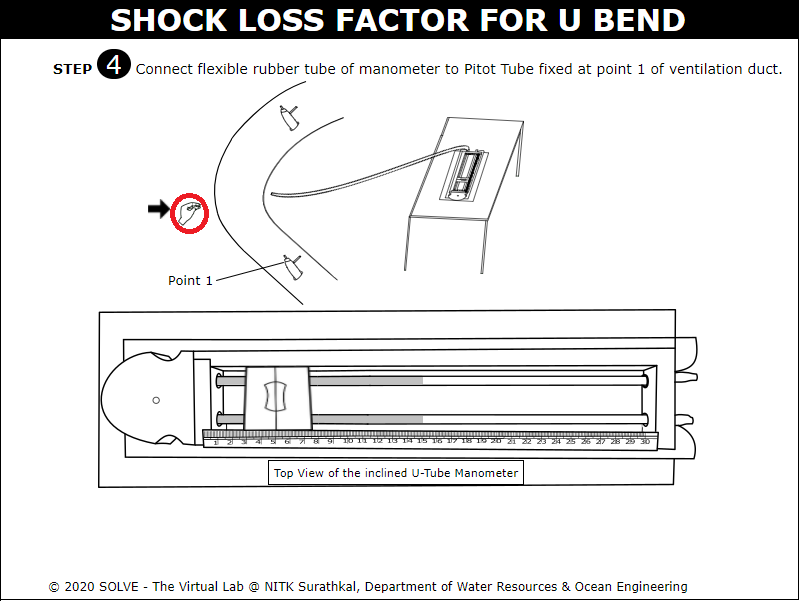 SHOCK LOSS FACTOR FOR U BEND
STEP 4 Connect flexible rubber tube of manometer to Pitot Tube fixed at point 1 of ventilation duct.
Point 1
1 2 3 4 5 6 7 8 9 10 11 12 13 14 15 16 17 18 19 20 21 22 23 24 25 26 27 28 29 30
Top View of the inclined U-Tube Manometer
© 2020 SOLVE - The Virtual Lab @ NITK Surathkal, Department of Water Resources & Ocean Engineering